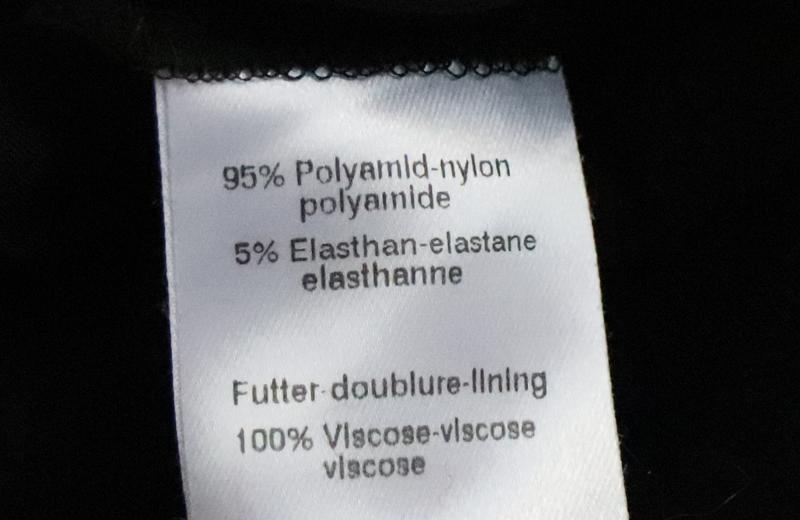 95% Polyamid-nylon
polyamide
5% Elasthan-elastane
elasthanne
Futter-doublure-lining
100% Viscose-viscose
viscose